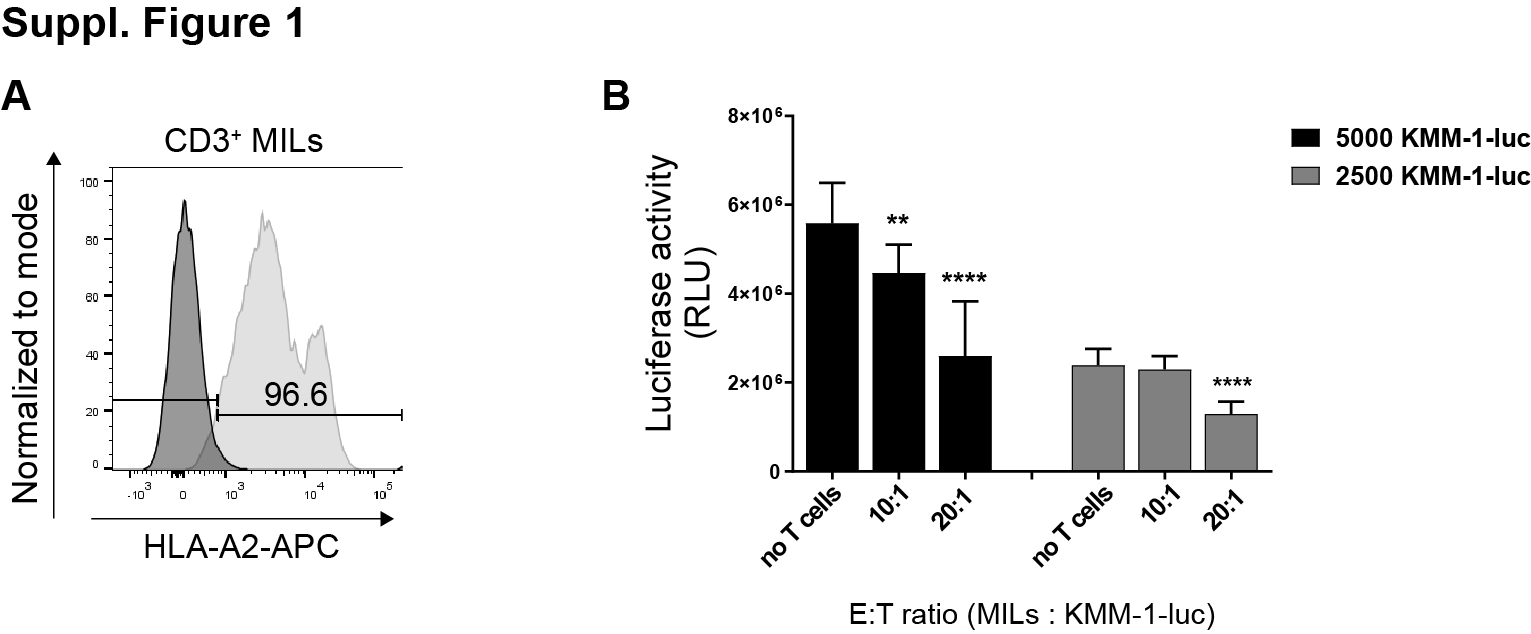 Suppl. Figure 1
A
CD3⁺ MILs
Normalized to mode
100
80
60
40
20
0
96.6
-10³ 0 10³ 10⁴ 10⁵
HLA-A2-APC
B
Luciferase activity
(RLU)
8×10⁶
6×10⁶
4×10⁶
2×10⁶
0
**
****
****
no T cells 10:1 20:1 no T cells 10:1 20:1
E:T ratio (MILs : KMM-1-luc)
5000 KMM-1-luc
2500 KMM-1-luc